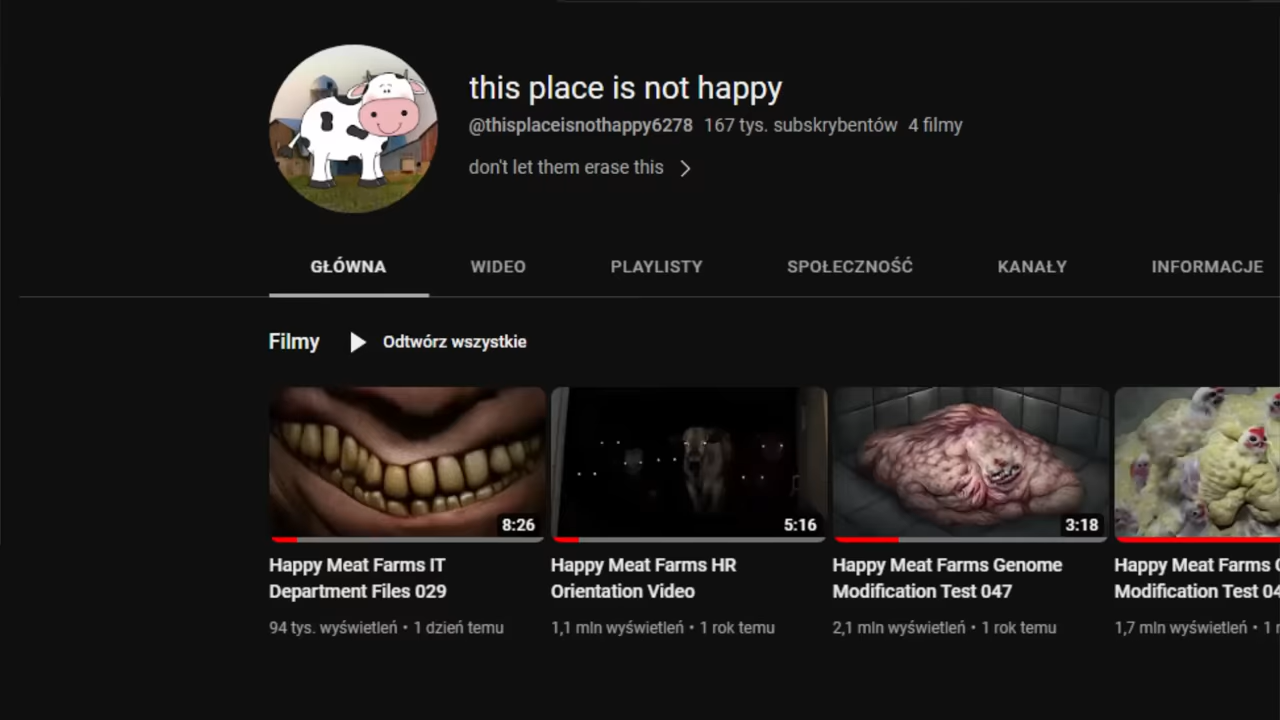 this place is not happy
@thisplaceisnothappy6278 167 tys. subskrybentów 4 filmy
don't let them erase this
GŁÓWNA WIDEO PLAYLISTY SPOŁECZNOŚĆ KANAŁY INFORMACJE
Filmy Odtwórz wszystkie
8:26 5:16 3:18
Happy Meat Farms IT
Department Files 029
94 tys. wyświetleń • 1 dzień temu
Happy Meat Farms HR
Orientation Video
1,1 mln wyświetleń • 1 rok temu
Happy Meat Farms Genome
Modification Test 047
2,1 mln wyświetleń • 1 rok temu
Happy Meat Farms
Modification Test
1,7 mln wyświetleń • 1